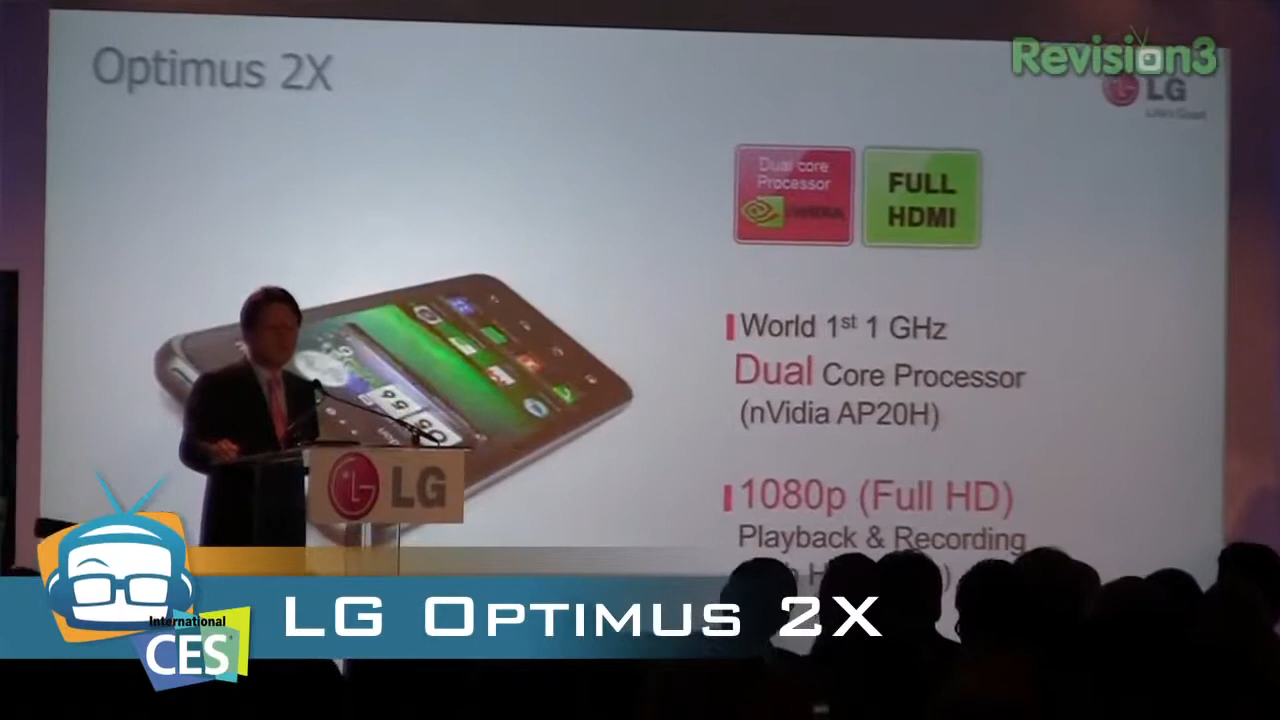 Optimus 2X
Revision3
LG
Dual core
Processor
nVIDIA
FULL
HDMI
World 1st 1 GHz
Dual Core Processor
(nVidia AP20H)
1080p (Full HD)
Playback & Recording
LG
International
CES
LG Optimus 2X